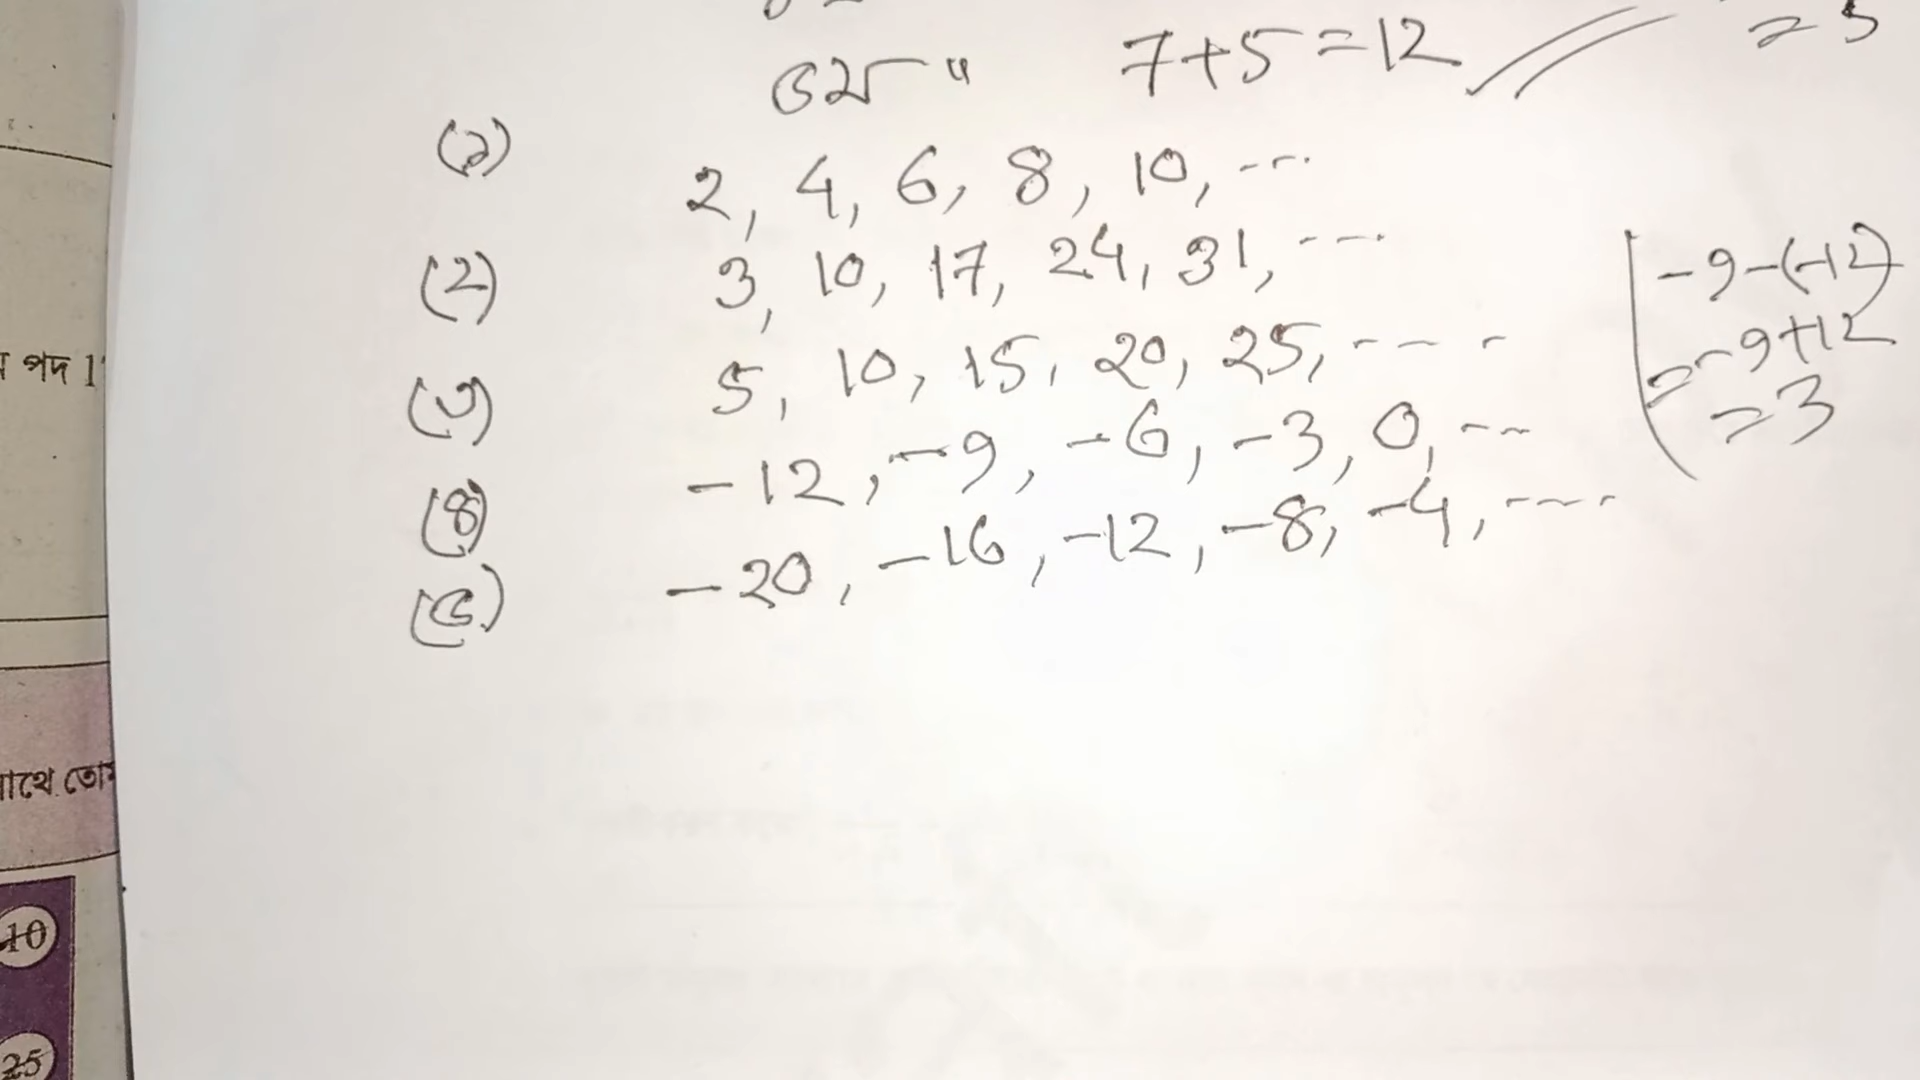 ৩য় " 7+5=12
= 5
(১) 2, 4, 6, 8, 10, ---
(২) 3, 10, 17, 24, 31, ---
(৩) 5, 10, 15, 20, 25, ---
(৪) -12, -9, -6, -3, 0, ---
(৫) -20, -16, -12, -8, -4, ----
-9-(-12)
= -9+12
= 3
পদ 1
10
25